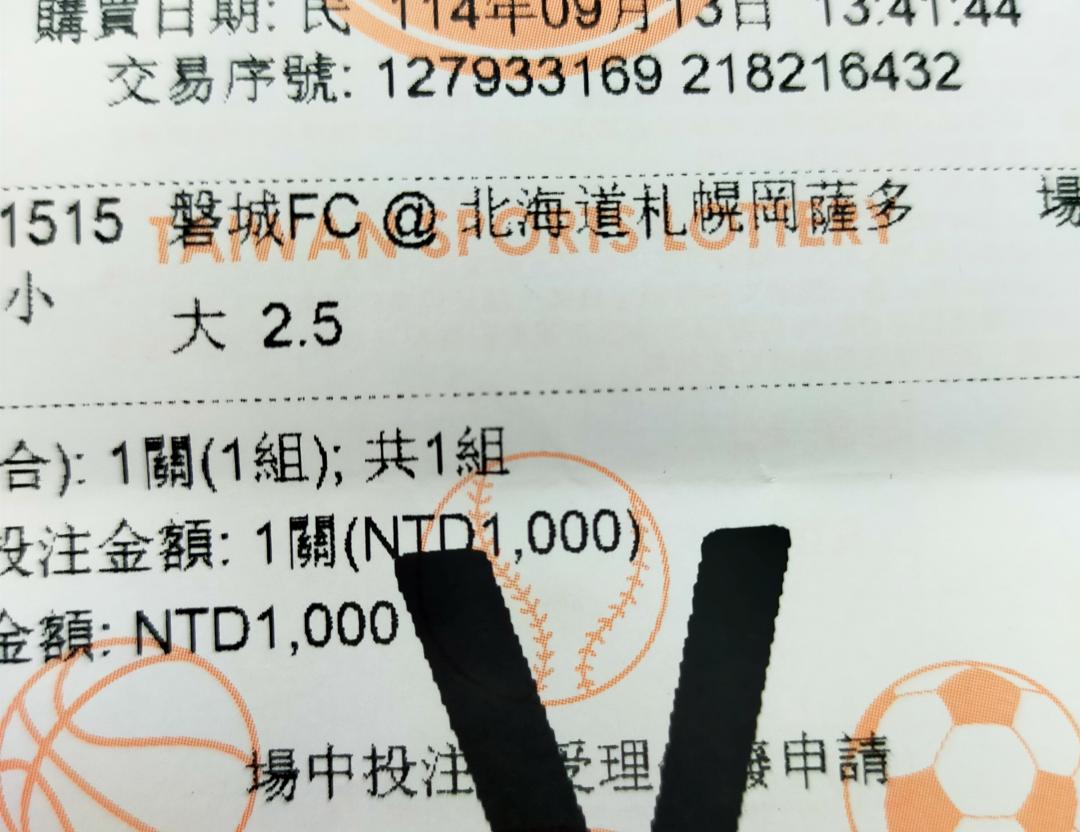 購買日期: 民 114年09月13日 13:41:44
交易序號: 127933169 218216432
1515 磐城FC @ 北海道札幌岡薩多 場
TAIWAN SPORTS LOTTERY
小 大 2.5
合): 1關(1組); 共1組
投注金額: 1關(NTD1,000)
金額: NTD1,000
場中投注 受理 申請